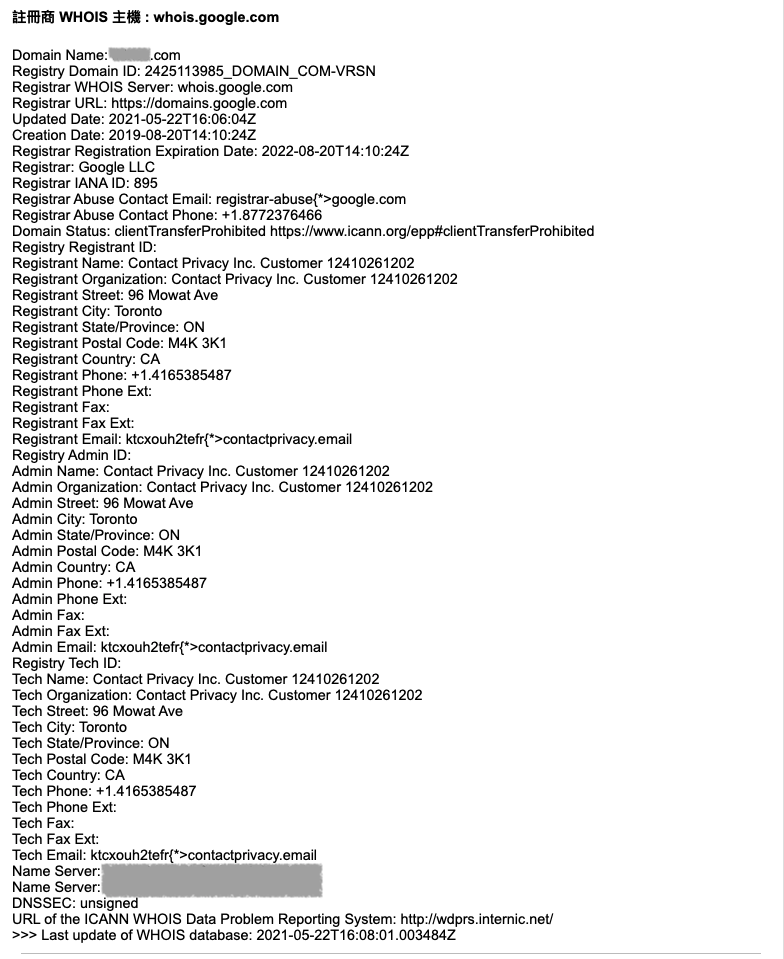 註冊商 WHOIS 主機 : whois.google.com
Domain Name: .com
Registry Domain ID: 2425113985_DOMAIN_COM-VRSN
Registrar WHOIS Server: whois.google.com
Registrar URL: https://domains.google.com
Updated Date: 2021-05-22T16:06:04Z
Creation Date: 2019-08-20T14:10:24Z
Registrar Registration Expiration Date: 2022-08-20T14:10:24Z
Registrar: Google LLC
Registrar IANA ID: 895
Registrar Abuse Contact Email: registrar-abuse{*>google.com
Registrar Abuse Contact Phone: +1.8772376466
Domain Status: clientTransferProhibited https://www.icann.org/epp#clientTransferProhibited
Registry Registrant ID:
Registrant Name: Contact Privacy Inc. Customer 12410261202
Registrant Organization: Contact Privacy Inc. Customer 12410261202
Registrant Street: 96 Mowat Ave
Registrant City: Toronto
Registrant State/Province: ON
Registrant Postal Code: M4K 3K1
Registrant Country: CA
Registrant Phone: +1.4165385487
Registrant Phone Ext:
Registrant Fax:
Registrant Fax Ext:
Registrant Email: ktcxouh2tefr{*>contactprivacy.email
Registry Admin ID:
Admin Name: Contact Privacy Inc. Customer 12410261202
Admin Organization: Contact Privacy Inc. Customer 12410261202
Admin Street: 96 Mowat Ave
Admin City: Toronto
Admin State/Province: ON
Admin Postal Code: M4K 3K1
Admin Country: CA
Admin Phone: +1.4165385487
Admin Phone Ext:
Admin Fax:
Admin Fax Ext:
Admin Email: ktcxouh2tefr{*>contactprivacy.email
Registry Tech ID:
Tech Name: Contact Privacy Inc. Customer 12410261202
Tech Organization: Contact Privacy Inc. Customer 12410261202
Tech Street: 96 Mowat Ave
Tech City: Toronto
Tech State/Province: ON
Tech Postal Code: M4K 3K1
Tech Country: CA
Tech Phone: +1.4165385487
Tech Phone Ext:
Tech Fax:
Tech Fax Ext:
Tech Email: ktcxouh2tefr{*>contactprivacy.email
Name Server:
Name Server:
DNSSEC: unsigned
URL of the ICANN WHOIS Data Problem Reporting System: http://wdprs.internic.net/
>>> Last update of WHOIS database: 2021-05-22T16:08:01.003484Z